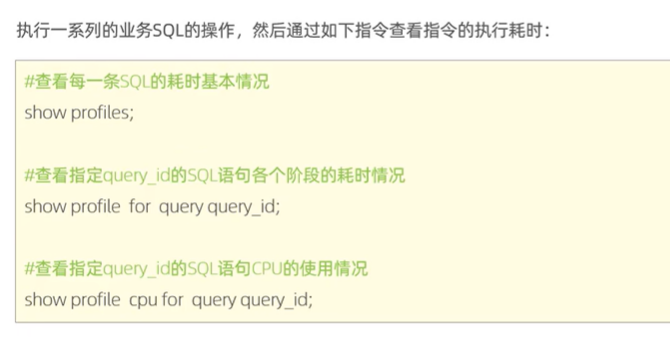 执行一系列的业务SQL的操作，然后通过如下指令查看指令的执行耗时：
#查看每一条SQL的耗时基本情况
show profiles;
#查看指定query_id的SQL语句各个阶段的耗时情况
show profile for query query_id;
#查看指定query_id的SQL语句CPU的使用情况
show profile cpu for query query_id;